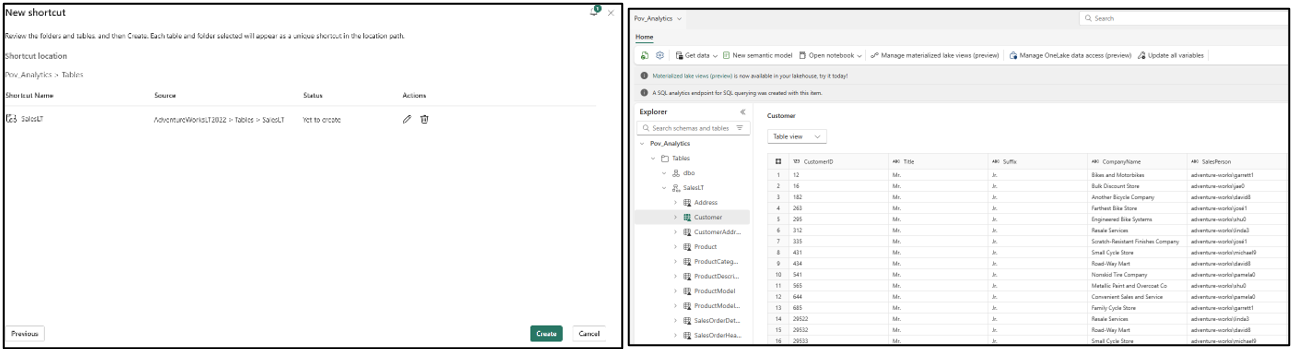 New shortcut
1
Review the folders and tables, and then Create. Each table and folder selected will appear as a unique shortcut in the location path.
Shortcut location
Pov_Analytics > Tables
Shortcut Name Source Status Actions
SalesLT AdventureWorksLT2022 > Tables > SalesLT Yet to create
Previous Create Cancel
Pov_Analytics Search
Home
Get data New semantic model Open notebook Manage materialized lake views (preview) Manage OneLake data access (preview) Update all variables
Materialized lake views (preview) is now available in your lakehouse, try it today!
A SQL analytics endpoint for SQL querying was created with this item.
Explorer
Search schemas and tables
Pov_Analytics
Tables
dbo
SalesLT
Address
Customer
CustomerAddr...
Product
ProductCateg...
ProductDescri...
ProductModel
ProductModel...
SalesOrderDet...
SalesOrderHea...
Customer
Table view
123 CustomerID ABC Title ABC Suffix ABC CompanyName ABC SalesPerson
1 12 Mr. Jr. Bikes and Motorbikes adventure-works\garrett1
2 16 Mr. Jr. Bulk Discount Store adventure-works\jae0
3 182 Mr. Jr. Another Bicycle Company adventure-works\david8
4 263 Mr. Jr. Farthest Bike Store adventure-works\josé1
5 295 Mr. Jr. Engineered Bike Systems adventure-works\shu0
6 312 Mr. Jr. Resale Services adventure-works\linda3
7 335 Mr. Jr. Scratch-Resistant Finishes Company adventure-works\josé1
8 431 Mr. Jr. Small Cycle Store adventure-works\michael9
9 434 Mr. Jr. Road-Way Mart adventure-works\david8
10 541 Mr. Jr. Nonskid Tire Company adventure-works\pamela0
11 565 Mr. Jr. Metallic Paint and Overcoat Co adventure-works\shu0
12 644 Mr. Jr. Convenient Sales and Service adventure-works\pamela0
13 685 Mr. Jr. Family Cycle Store adventure-works\garrett1
14 29522 Mr. Jr. Resale Services adventure-works\linda3
15 29532 Mr. Jr. Road-Way Mart adventure-works\david8
16 29533 Mr. Jr. Small Cycle Store adventure-works\michael9